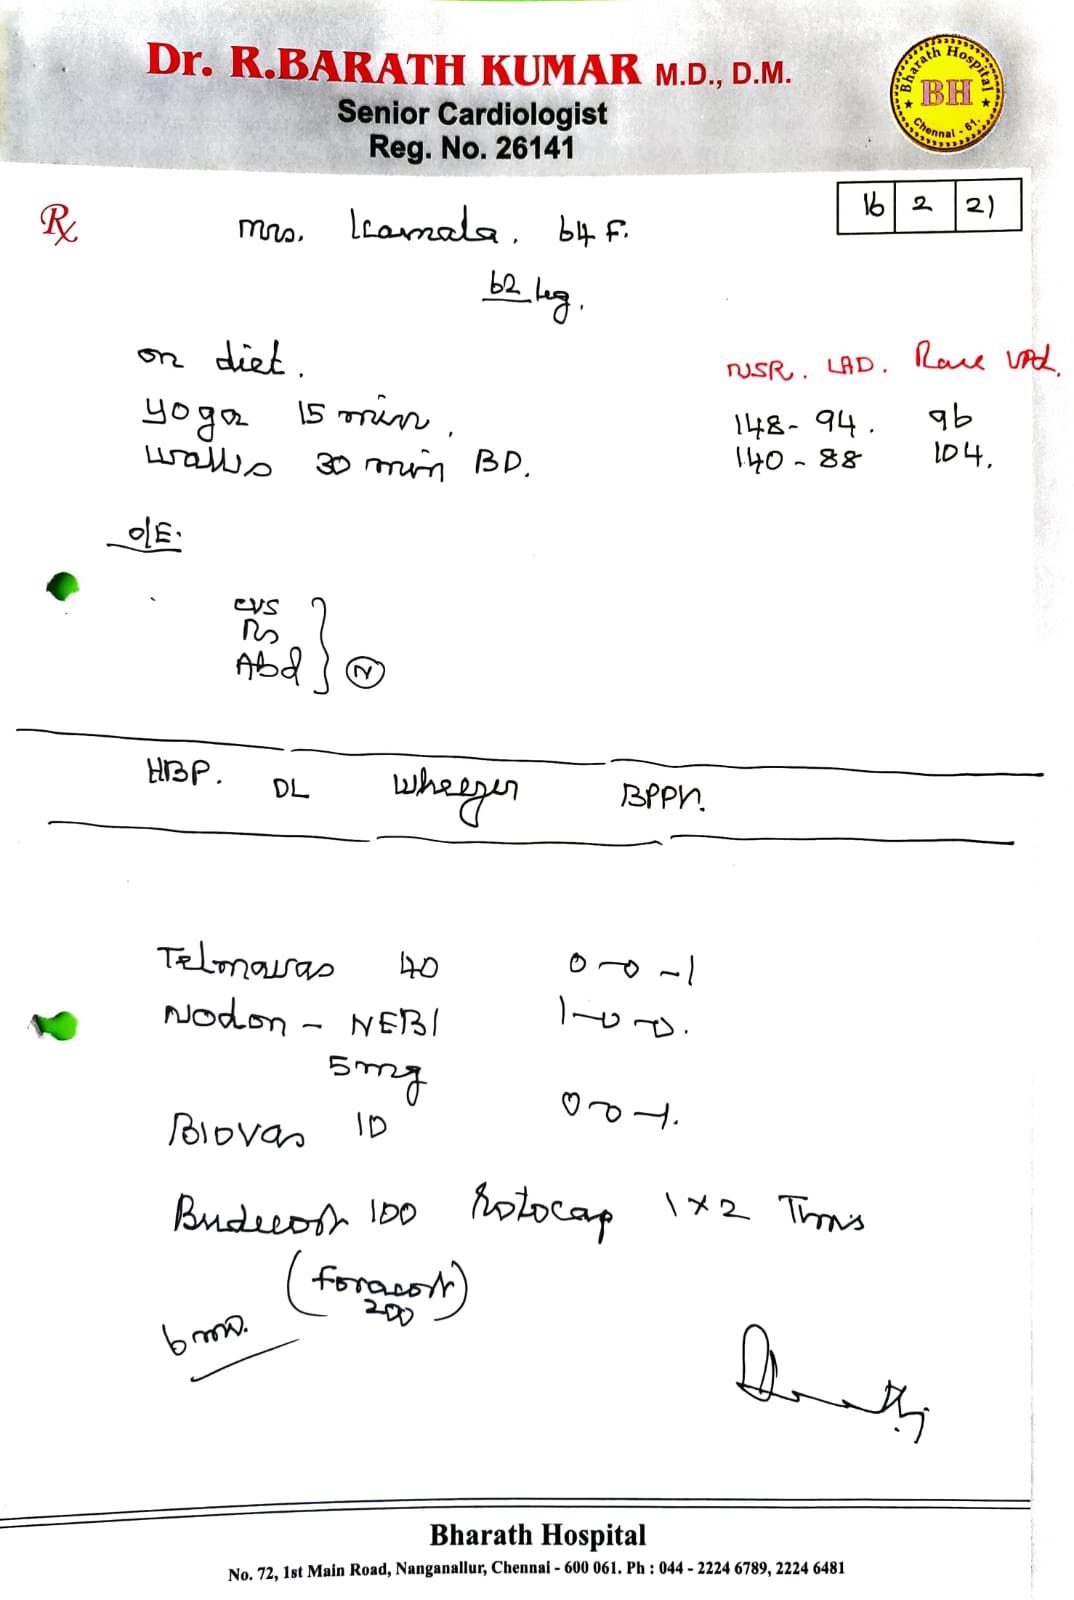 Dr. R.BARATH KUMAR M.D., D.M.
Senior Cardiologist
Reg. No. 26141
Bharath Hospital
BH
Chennai - 61.
Rx
16 2 21
Mrs. Kamala. 64 F.
62 kg.
on diet.
NSR. LAD. Rare VPD.
Yoga 15 min.
148 - 94. 96
walks 30 min BD.
140 - 88 104.
O/E.
CVS
RS
Abd } N
HBP. DL Wheezer BPPV.
Telmavas 40 0-0-1
Nodon - NEBI 1-0-0.
5mg
Biovas 10 0-0-1.
Budecort 100 Rotocap 1 x 2 Times
(Foracort)
200
Bharath Hospital
No. 72, 1st Main Road, Nanganallur, Chennai - 600 061. Ph : 044 - 2224 6789, 2224 6481